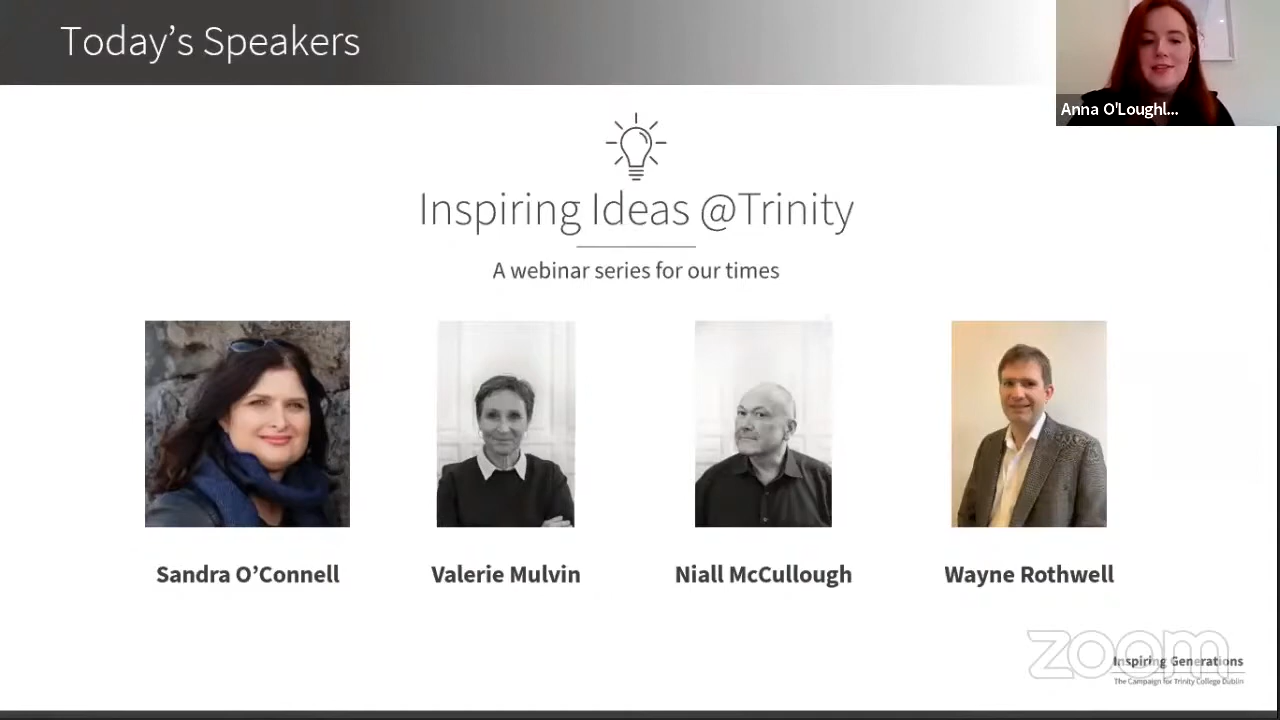 Today’s Speakers
Anna O'Loughl...
Inspiring Ideas @Trinity
A webinar series for our times
Sandra O’Connell
Valerie Mulvin
Niall McCullough
Wayne Rothwell
zoom
Inspiring Generations
The Campaign for Trinity College Dublin